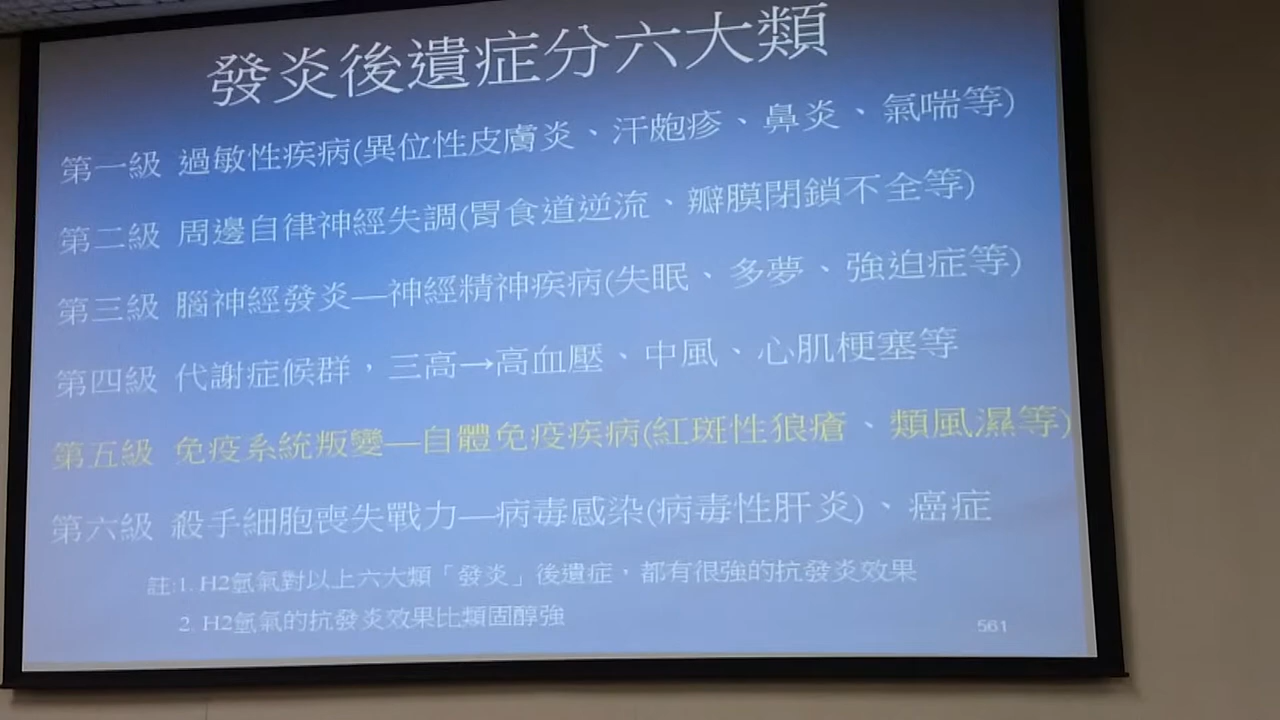 發炎後遺症分六大類
第一級 過敏性疾病(異位性皮膚炎、汗皰疹、鼻炎、氣喘等)
第二級 周邊自律神經失調(胃食道逆流、瓣膜閉鎖不全等)
第三級 腦神經發炎—神經精神疾病(失眠、多夢、強迫症等)
第四級 代謝症候群，三高→高血壓、中風、心肌梗塞等
第五級 免疫系統叛變—自體免疫疾病(紅斑性狼瘡、類風濕等)
第六級 殺手細胞喪失戰力—病毒感染(病毒性肝炎)、癌症
註:1. H2氫氣對以上六大類「發炎」後遺症，都有很強的抗發炎效果
2. H2氫氣的抗發炎效果比類固醇強
561